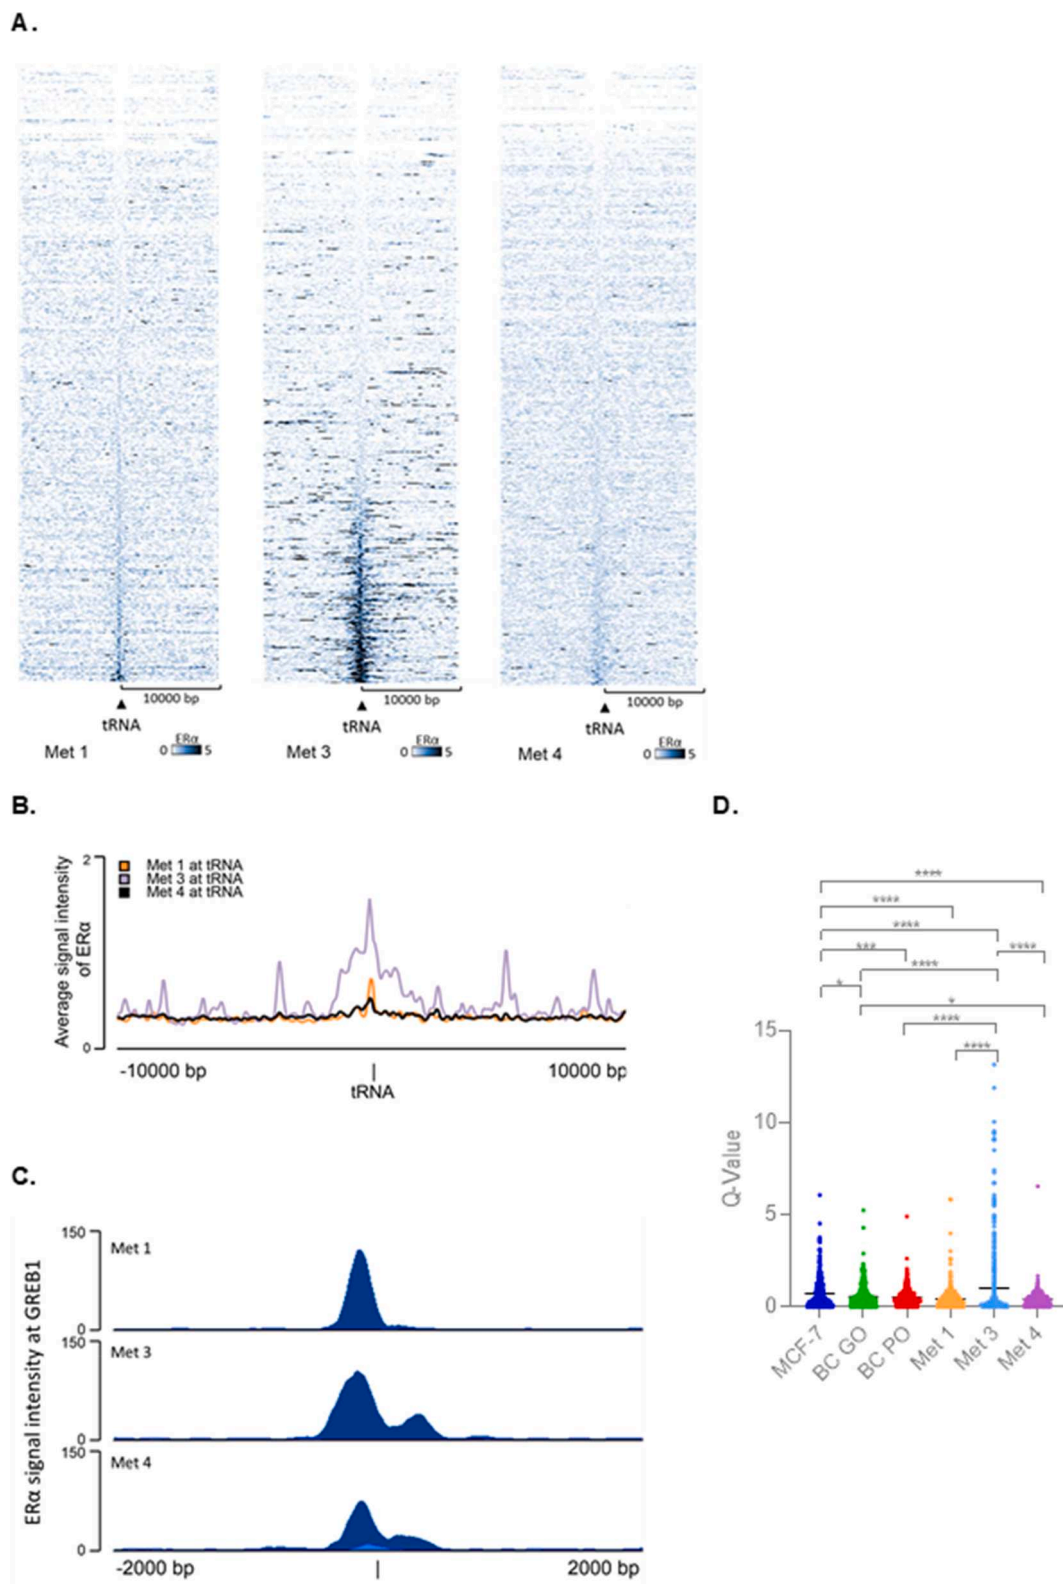 A.
10000 bp
10000 bp
10000 bp
tRNA
tRNA
tRNA
Met 1
0 ERα 5
Met 3
0 ERα 5
Met 4
0 ERα 5
B.
Average signal intensity
of ERα
2
0
Met 1 at tRNA
Met 3 at tRNA
Met 4 at tRNA
-10000 bp
10000 bp
tRNA
C.
ERα signal intensity at GREB1
150
Met 1
0
150
Met 3
0
150
Met 4
0
-2000 bp
2000 bp
D.
****
****
****
***
****
****
*
*
****
****
Q-Value
15
10
5
0
MCF-7
BC GO
BC PO
Met 1
Met 3
Met 4